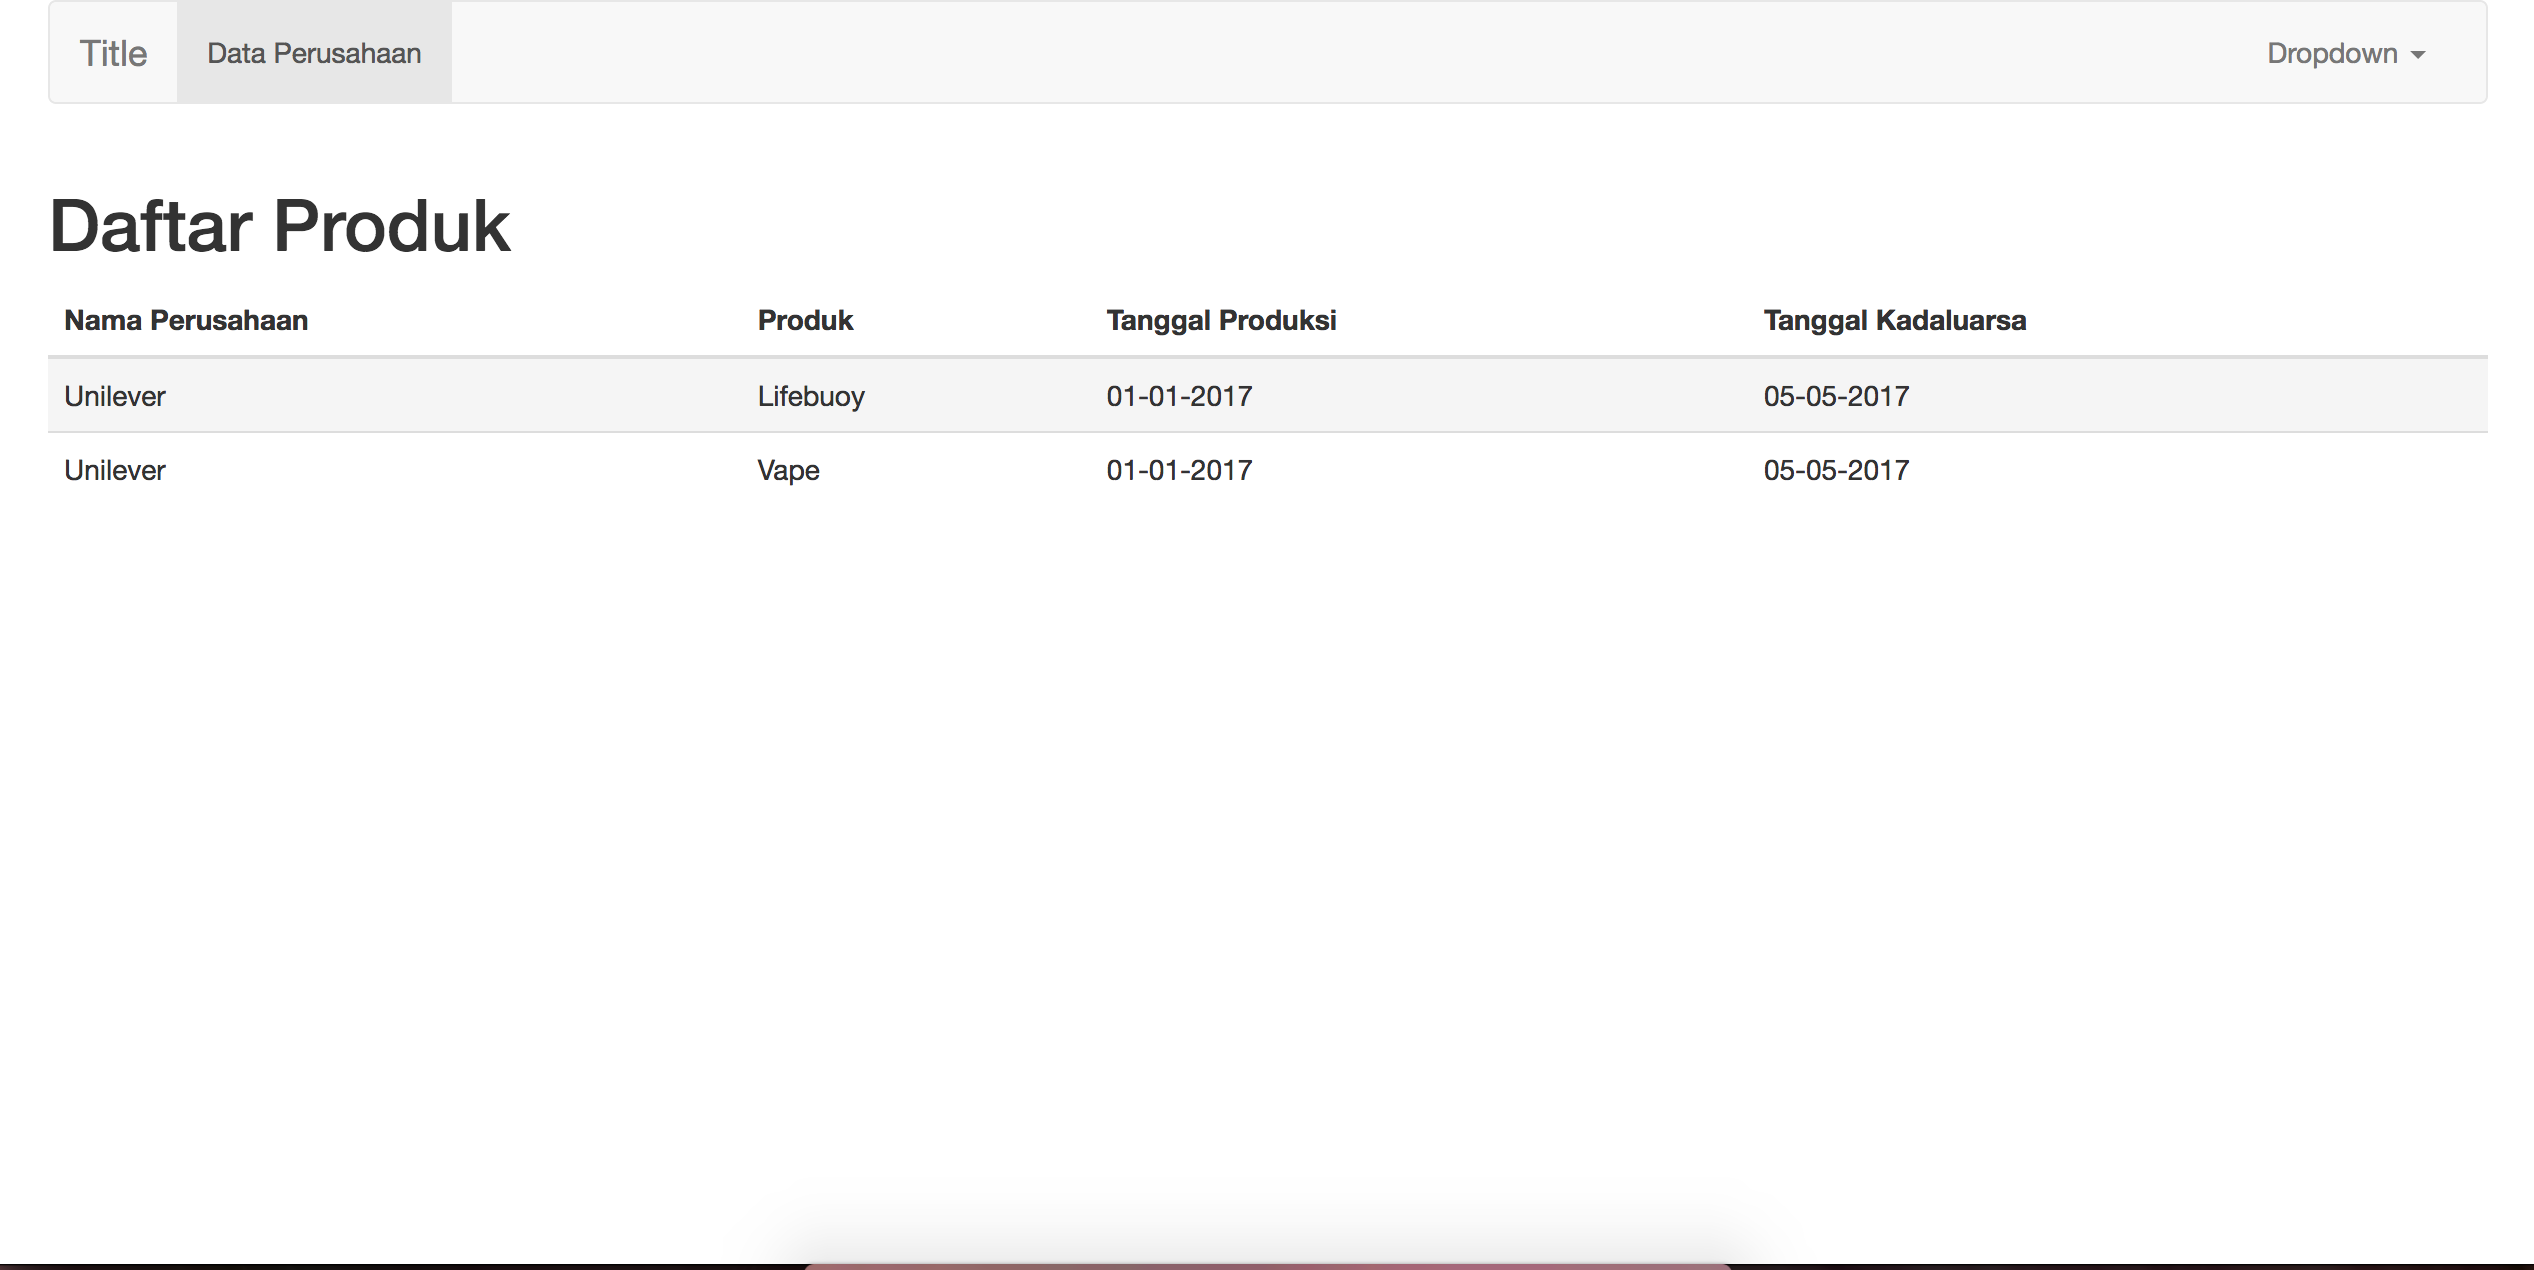 Title Data Perusahaan Dropdown
Daftar Produk
Nama Perusahaan Produk Tanggal Produksi Tanggal Kadaluarsa
Unilever Lifebuoy 01-01-2017 05-05-2017
Unilever Vape 01-01-2017 05-05-2017